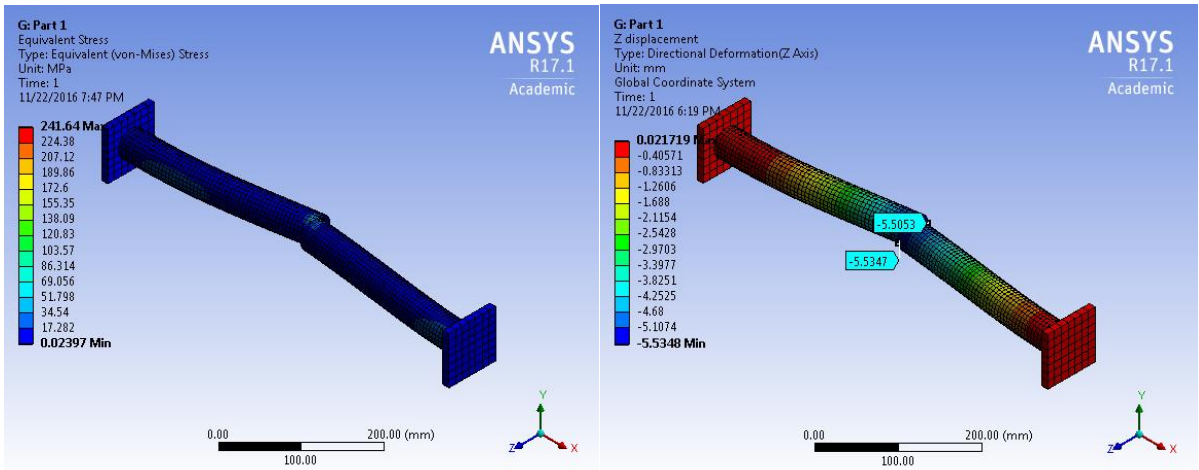 G: Part 1
Equivalent Stress
Type: Equivalent (von-Mises) Stress
Unit: MPa
Time: 1
11/22/2016 7:47 PM
ANSYS
R17.1
Academic
241.64 Max
224.38
207.12
189.86
172.6
155.35
138.09
120.83
103.57
86.314
69.056
51.798
34.54
17.282
0.02397 Min
0.00
200.00 (mm)
100.00
Y
Z
X
G: Part 1
Z displacement
Type: Directional Deformation(Z Axis)
Unit: mm
Global Coordinate System
Time: 1
11/22/2016 6:19 PM
ANSYS
R17.1
Academic
0.021719 Max
-0.40571
-0.83313
-1.2606
-1.688
-2.1154
-2.5428
-2.9703
-3.3977
-3.8251
-4.2525
-4.68
-5.1074
-5.5348 Min
-5.5053
-5.5347
0.00
200.00 (mm)
100.00
Y
Z
X